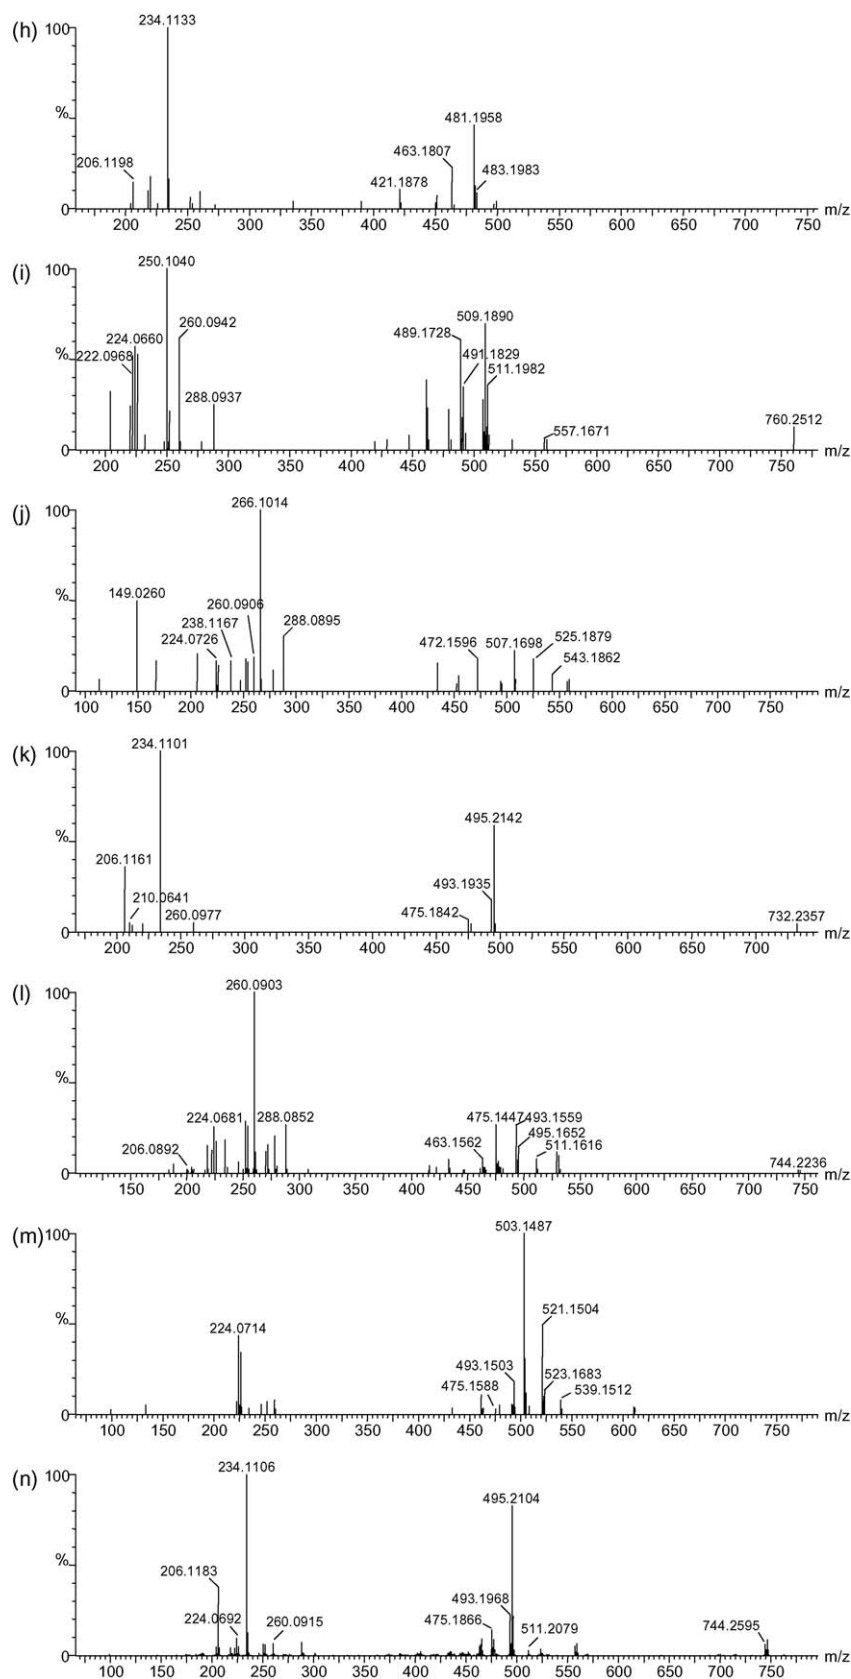 (h) 100 234.1133
%
206.1198 421.1878 463.1807 481.1958 483.1983
0
200 250 300 350 400 450 500 550 600 650 700 750 m/z
(i) 100 250.1040
%
222.0968 224.0660 260.0942 288.0937 489.1728 509.1890 491.1829 511.1982 557.1671 760.2512
0
200 250 300 350 400 450 500 550 600 650 700 750 m/z
(j) 100 266.1014
%
149.0260 224.0726 238.1167 260.0906 288.0895 472.1596 507.1698 525.1879 543.1862
0
100 150 200 250 300 350 400 450 500 550 600 650 700 750 m/z
(k) 100 234.1101
%
206.1161 210.0641 260.0977 475.1842 493.1935 495.2142 732.2357
0
200 250 300 350 400 450 500 550 600 650 700 m/z
(l) 100 260.0903
%
206.0892 224.0681 288.0852 463.1562 475.1447 493.1559 495.1652 511.1616 744.2236
0
150 200 250 300 350 400 450 500 550 600 650 700 750 m/z
(m) 100 503.1487
%
224.0714 475.1588 493.1503 521.1504 523.1683 539.1512
0
100 150 200 250 300 350 400 450 500 550 600 650 700 750 m/z
(n) 100 234.1106
%
206.1183 224.0692 260.0915 475.1866 493.1968 495.2104 511.2079 744.2595
0
100 150 200 250 300 350 400 450 500 550 600 650 700 750 m/z